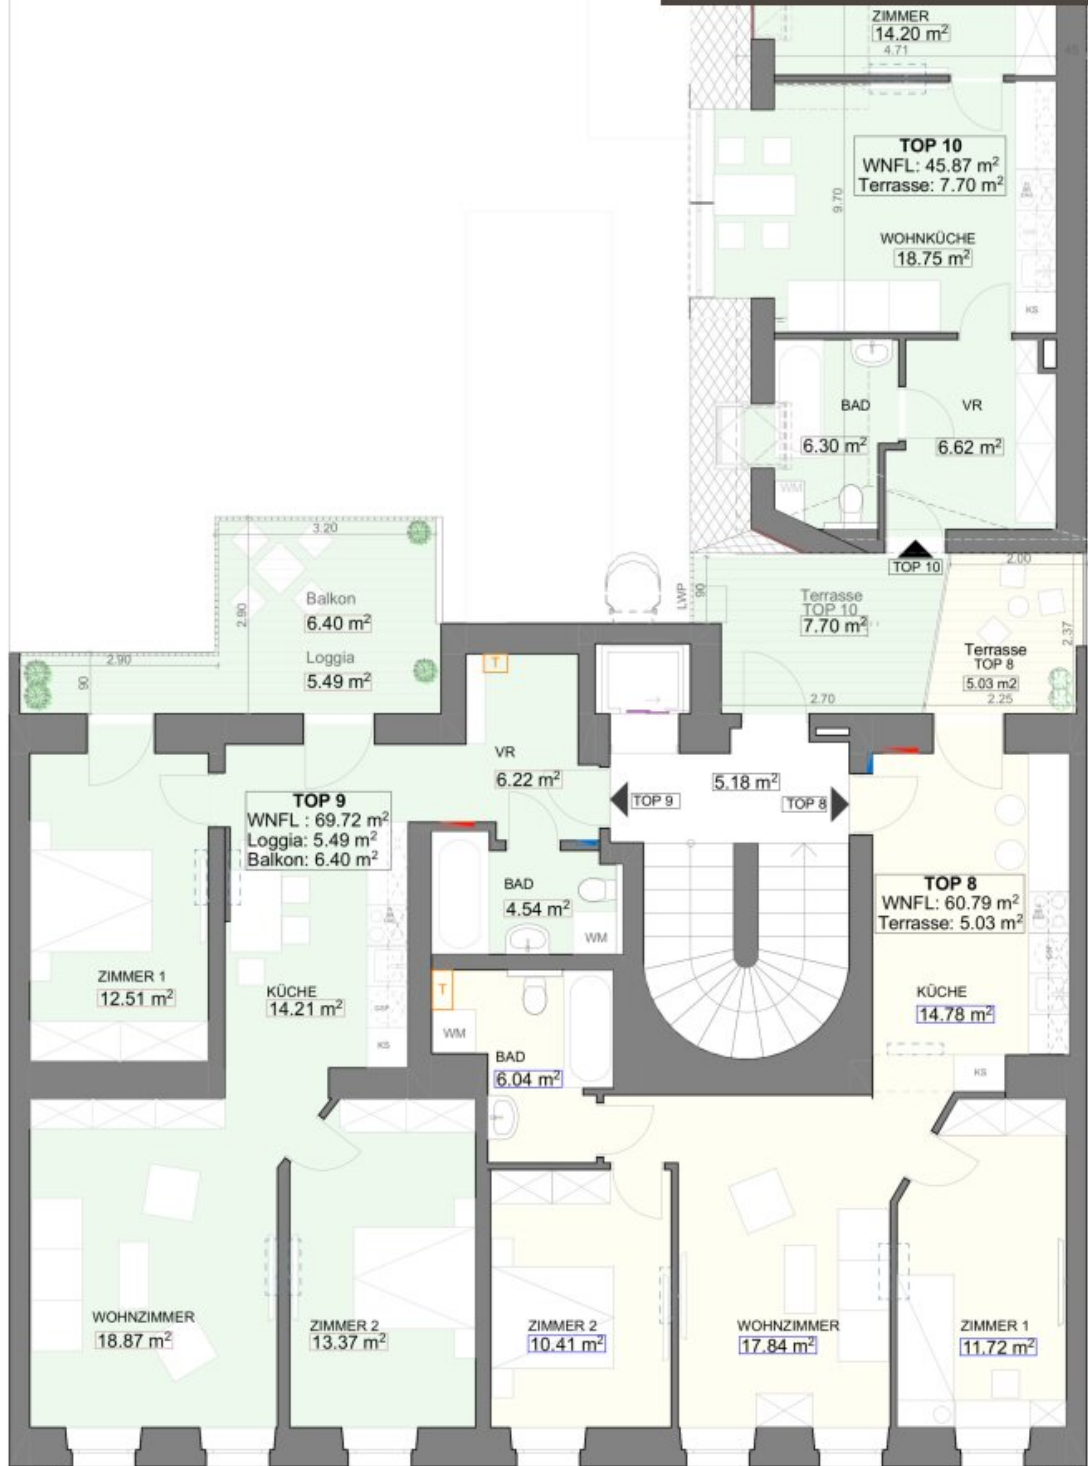 ZIMMER
14.20 m²
4.71
TOP 10
WNFL: 45.87 m²
Terrasse: 7.70 m²
9.70
WOHNKÜCHE
18.75 m²
KS
BAD
6.30 m²
VR
6.62 m²
WM
TOP 10
3.20
Balkon
6.40 m²
2.90
Loggia
5.49 m²
2.90
90
LWP
90
Terrasse
TOP 10
7.70 m²
2.70
2.00
2.37
Terrasse
TOP 8
5.03 m2
2.25
T
VR
6.22 m²
TOP 9
5.18 m²
TOP 8
TOP 9
WNFL : 69.72 m²
Loggia: 5.49 m²
Balkon: 6.40 m²
BAD
4.54 m²
WM
TOP 8
WNFL: 60.79 m²
Terrasse: 5.03 m²
ZIMMER 1
12.51 m²
KÜCHE
14.21 m²
GSP
KS
T
WM
BAD
6.04 m²
KÜCHE
14.78 m²
GSP
KS
WOHNZIMMER
18.87 m²
ZIMMER 2
13.37 m²
ZIMMER 2
10.41 m²
WOHNZIMMER
17.84 m²
ZIMMER 1
11.72 m²